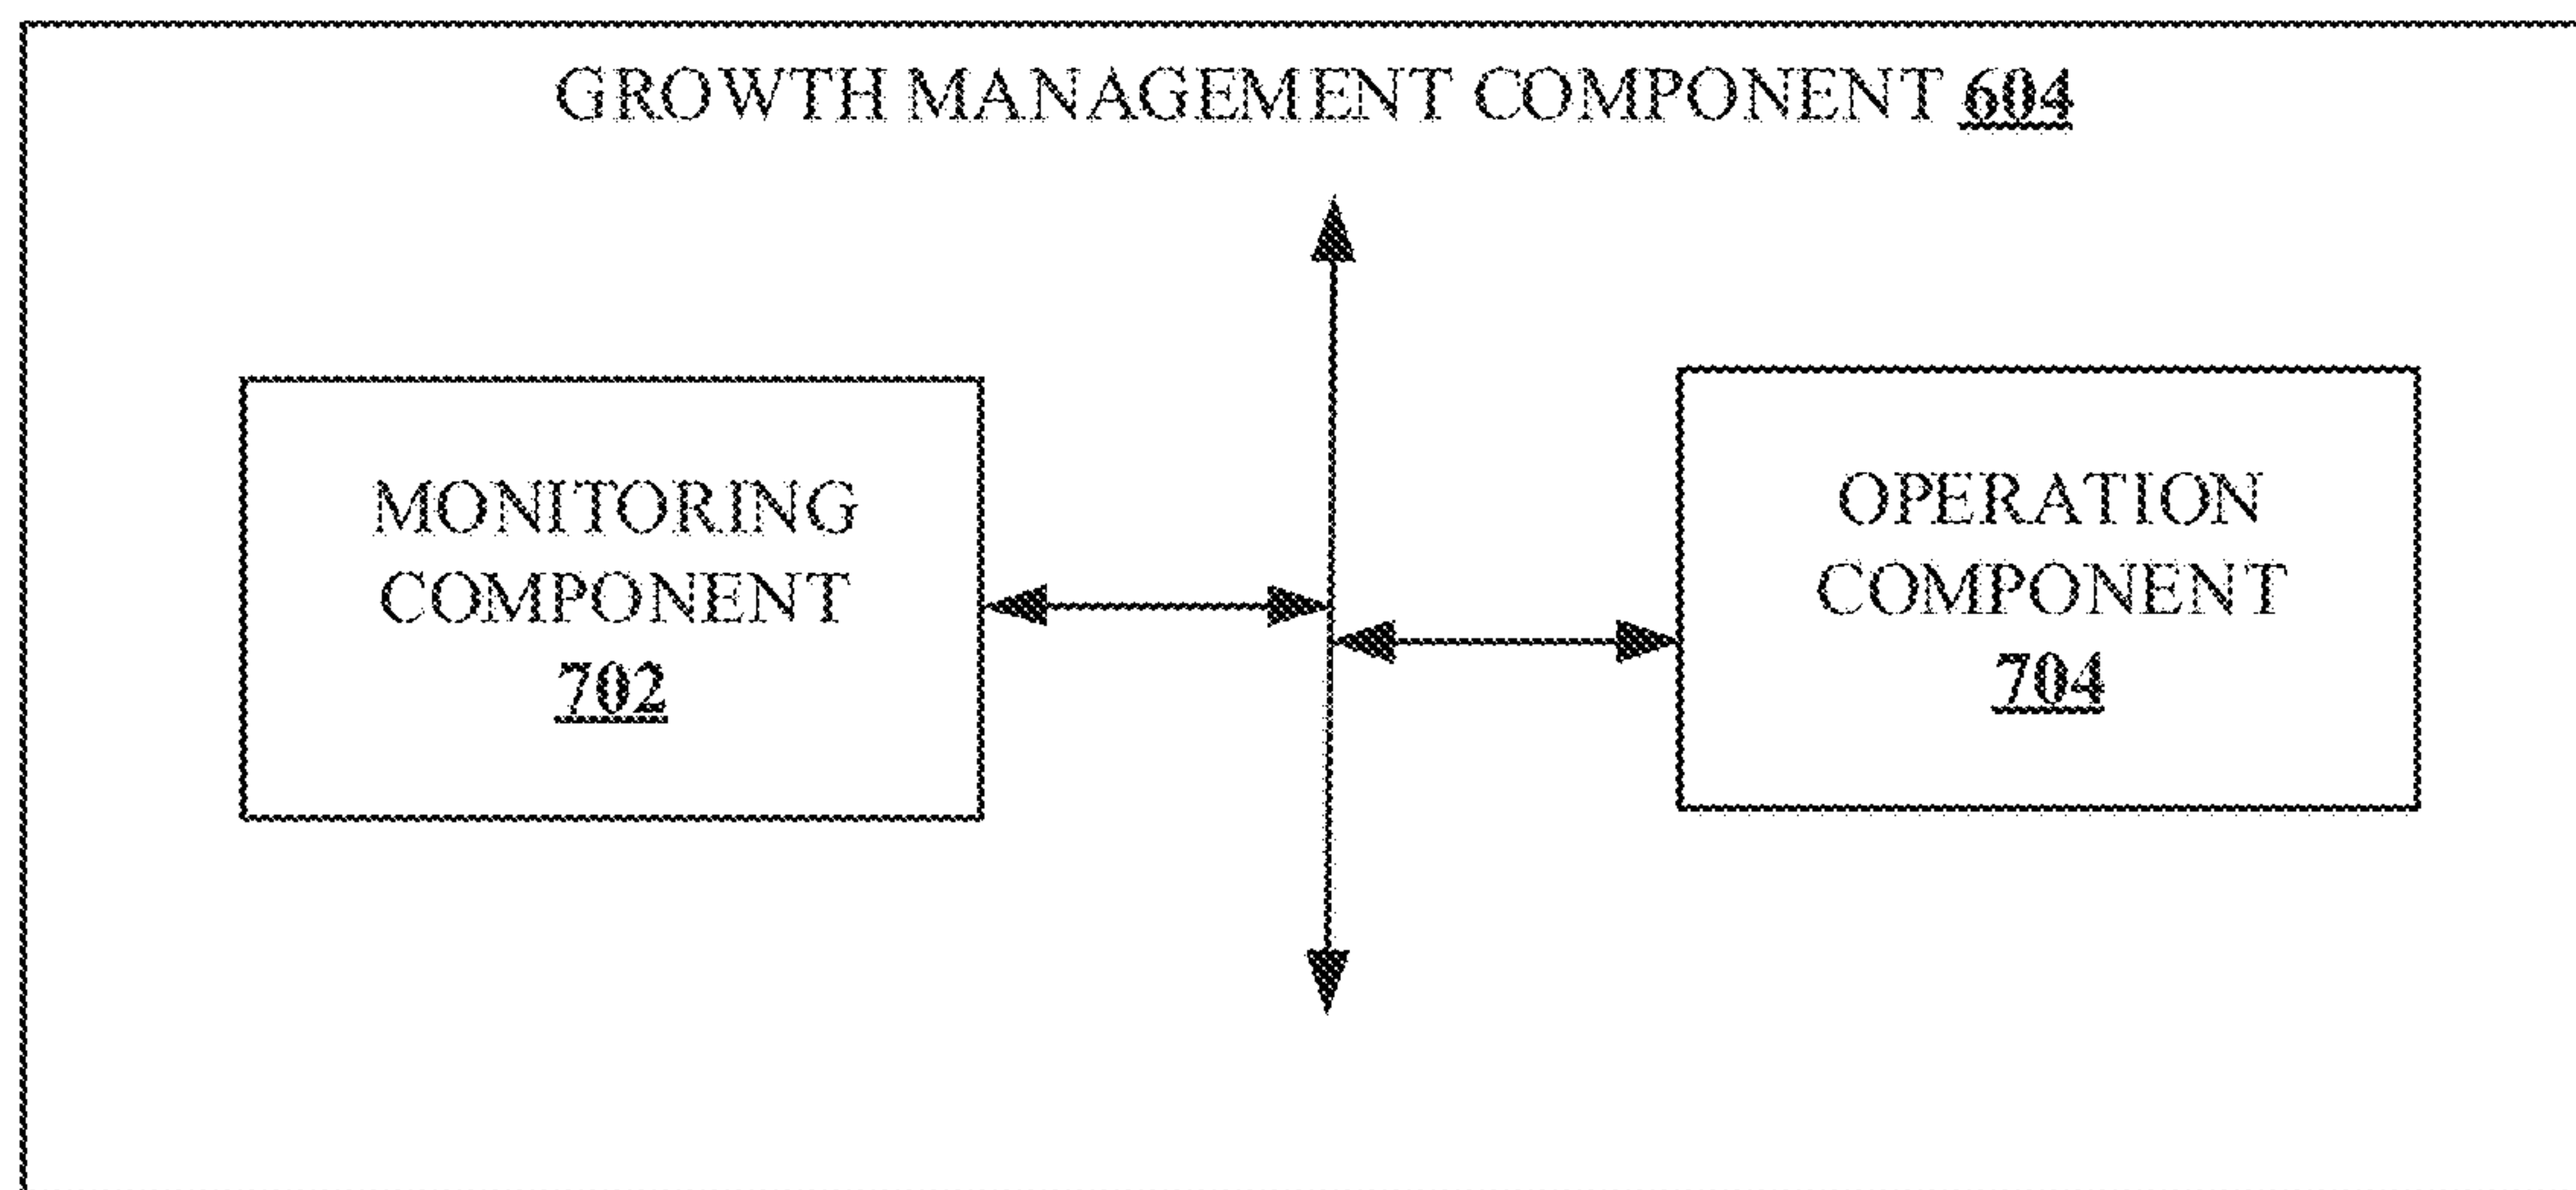 GROWTH MANAGEMENT COMPONENT 604
MONITORING
COMPONENT
702
OPERATION
COMPONENT
704